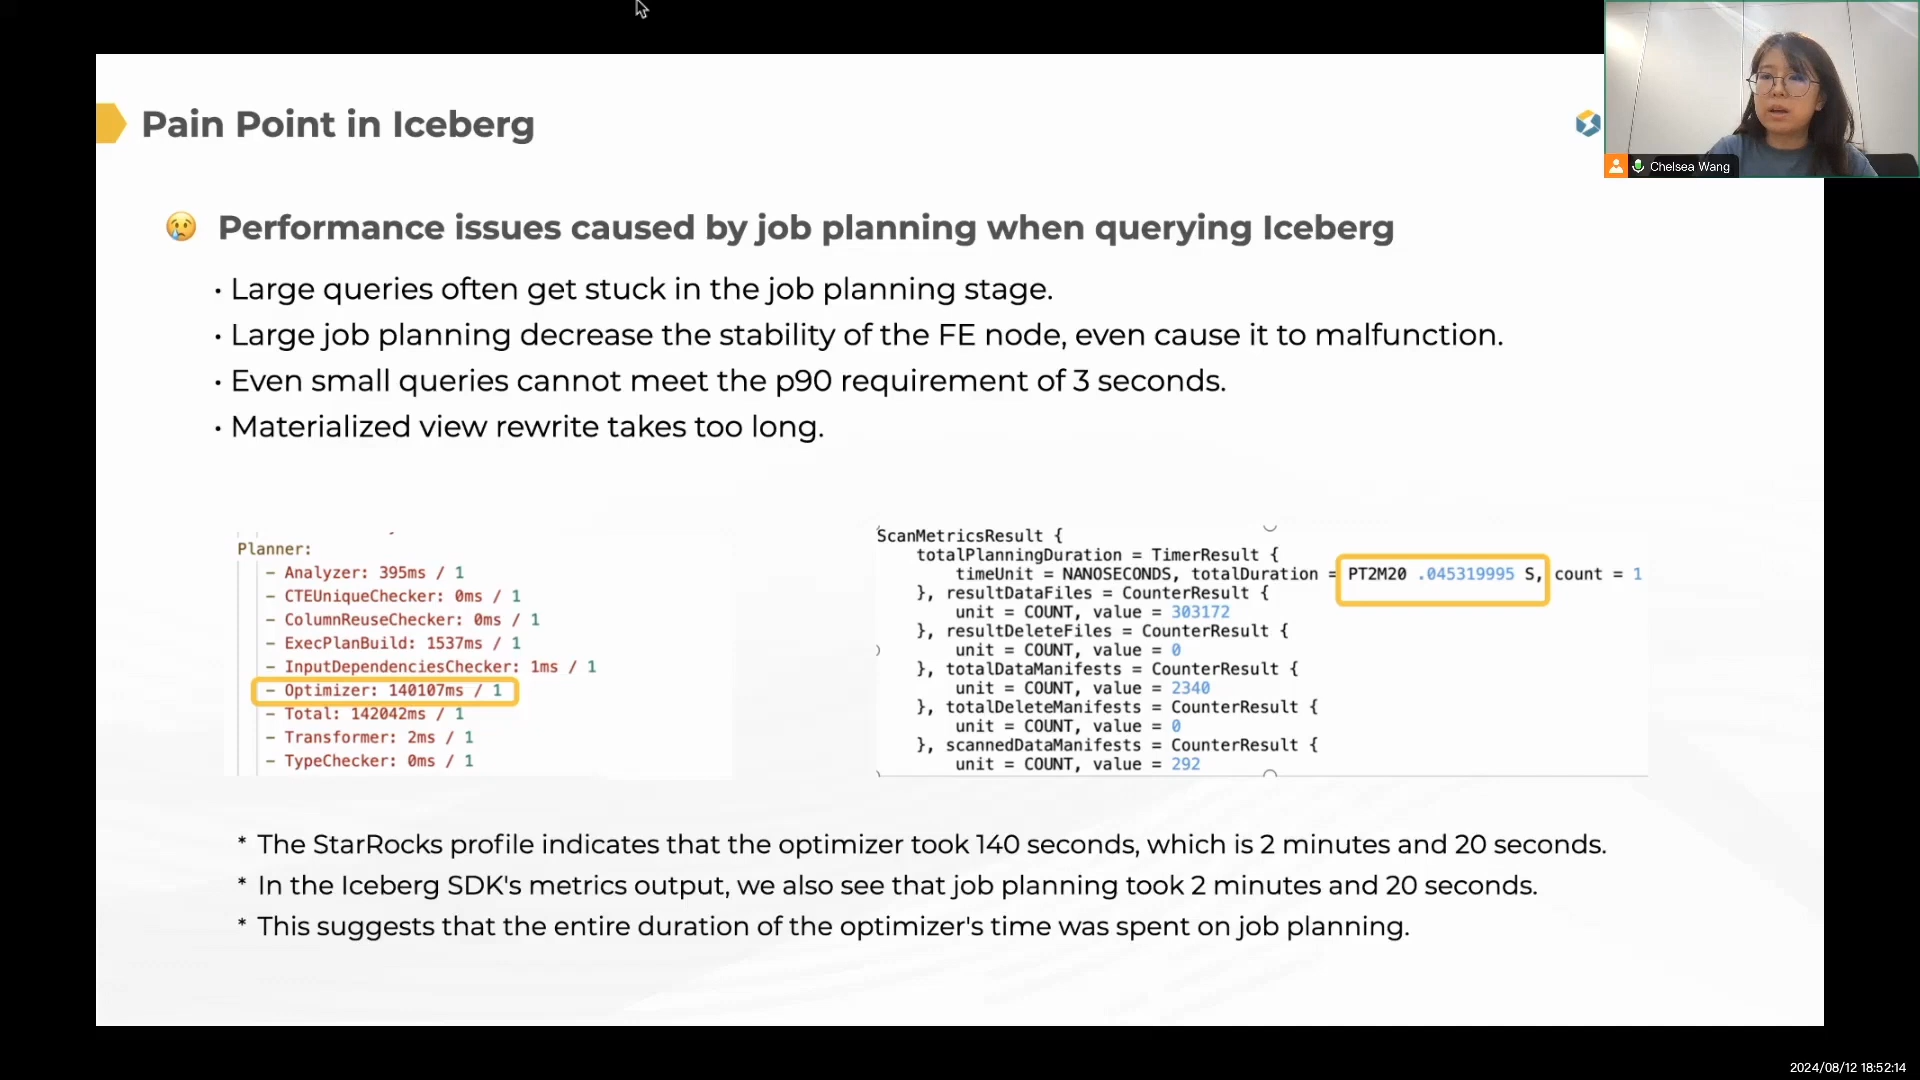 Pain Point in Iceberg
Chelsea Wang
😢 Performance issues caused by job planning when querying Iceberg
• Large queries often get stuck in the job planning stage.
• Large job planning decrease the stability of the FE node, even cause it to malfunction.
• Even small queries cannot meet the p90 requirement of 3 seconds.
• Materialized view rewrite takes too long.
Planner:
- Analyzer: 395ms / 1
- CTEUniqueChecker: 0ms / 1
- ColumnReuseChecker: 0ms / 1
- ExecPlanBuild: 1537ms / 1
- InputDependenciesChecker: 1ms / 1
- Optimizer: 140107ms / 1
- Total: 142042ms / 1
- Transformer: 2ms / 1
- TypeChecker: 0ms / 1
ScanMetricsResult {
totalPlanningDuration = TimerResult {
timeUnit = NANOSECONDS, totalDuration = PT2M20 .045319995 S, count = 1
}, resultDataFiles = CounterResult {
unit = COUNT, value = 303172
}, resultDeleteFiles = CounterResult {
unit = COUNT, value = 0
}, totalDataManifests = CounterResult {
unit = COUNT, value = 2340
}, totalDeleteManifests = CounterResult {
unit = COUNT, value = 0
}, scannedDataManifests = CounterResult {
unit = COUNT, value = 292
* The StarRocks profile indicates that the optimizer took 140 seconds, which is 2 minutes and 20 seconds.
* In the Iceberg SDK's metrics output, we also see that job planning took 2 minutes and 20 seconds.
* This suggests that the entire duration of the optimizer's time was spent on job planning.
2024/08/12 18:52:14